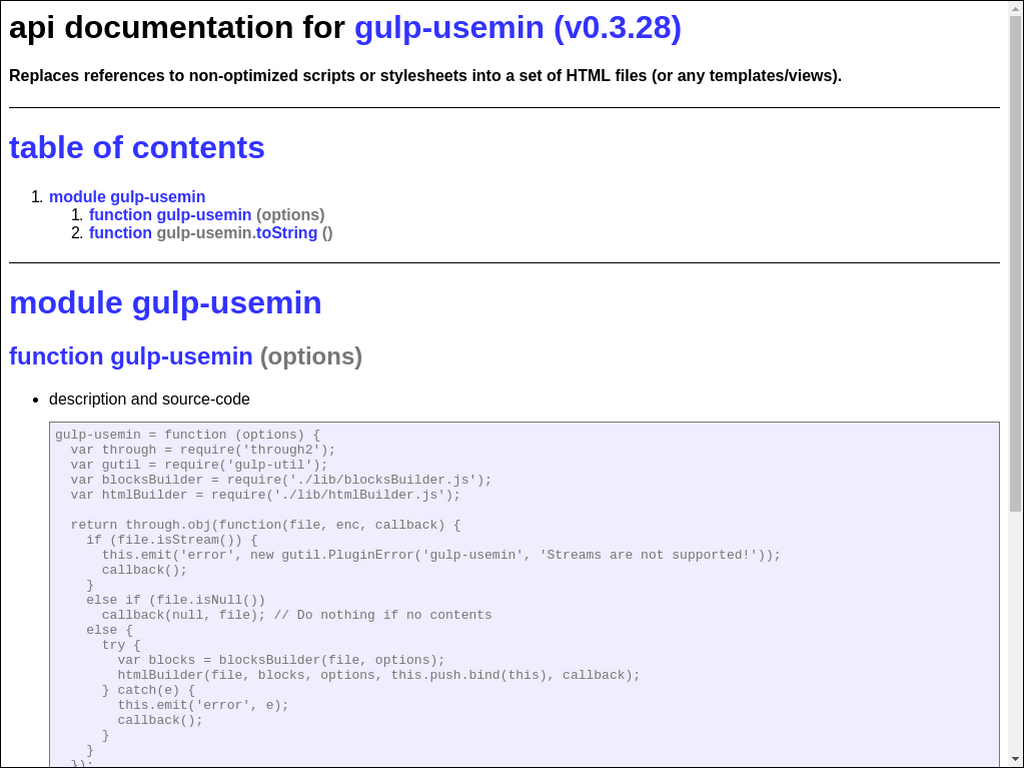 api documentation for gulp-usemin (v0.3.28)
Replaces references to non-optimized scripts or stylesheets into a set of HTML files (or any templates/views).
table of contents
1. module gulp-usemin
1. function gulp-usemin (options)
2. function gulp-usemin.toString ()
module gulp-usemin
function gulp-usemin (options)
• description and source-code
gulp-usemin = function (options) {
  var through = require('through2');
  var gutil = require('gulp-util');
  var blocksBuilder = require('./lib/blocksBuilder.js');
  var htmlBuilder = require('./lib/htmlBuilder.js');

  return through.obj(function(file, enc, callback) {
    if (file.isStream()) {
      this.emit('error', new gutil.PluginError('gulp-usemin', 'Streams are not supported!'));
      callback();
    }
    else if (file.isNull())
      callback(null, file); // Do nothing if no contents
    else {
      try {
        var blocks = blocksBuilder(file, options);
        htmlBuilder(file, blocks, options, this.push.bind(this), callback);
      } catch(e) {
        this.emit('error', e);
        callback();
      }
    }
  });